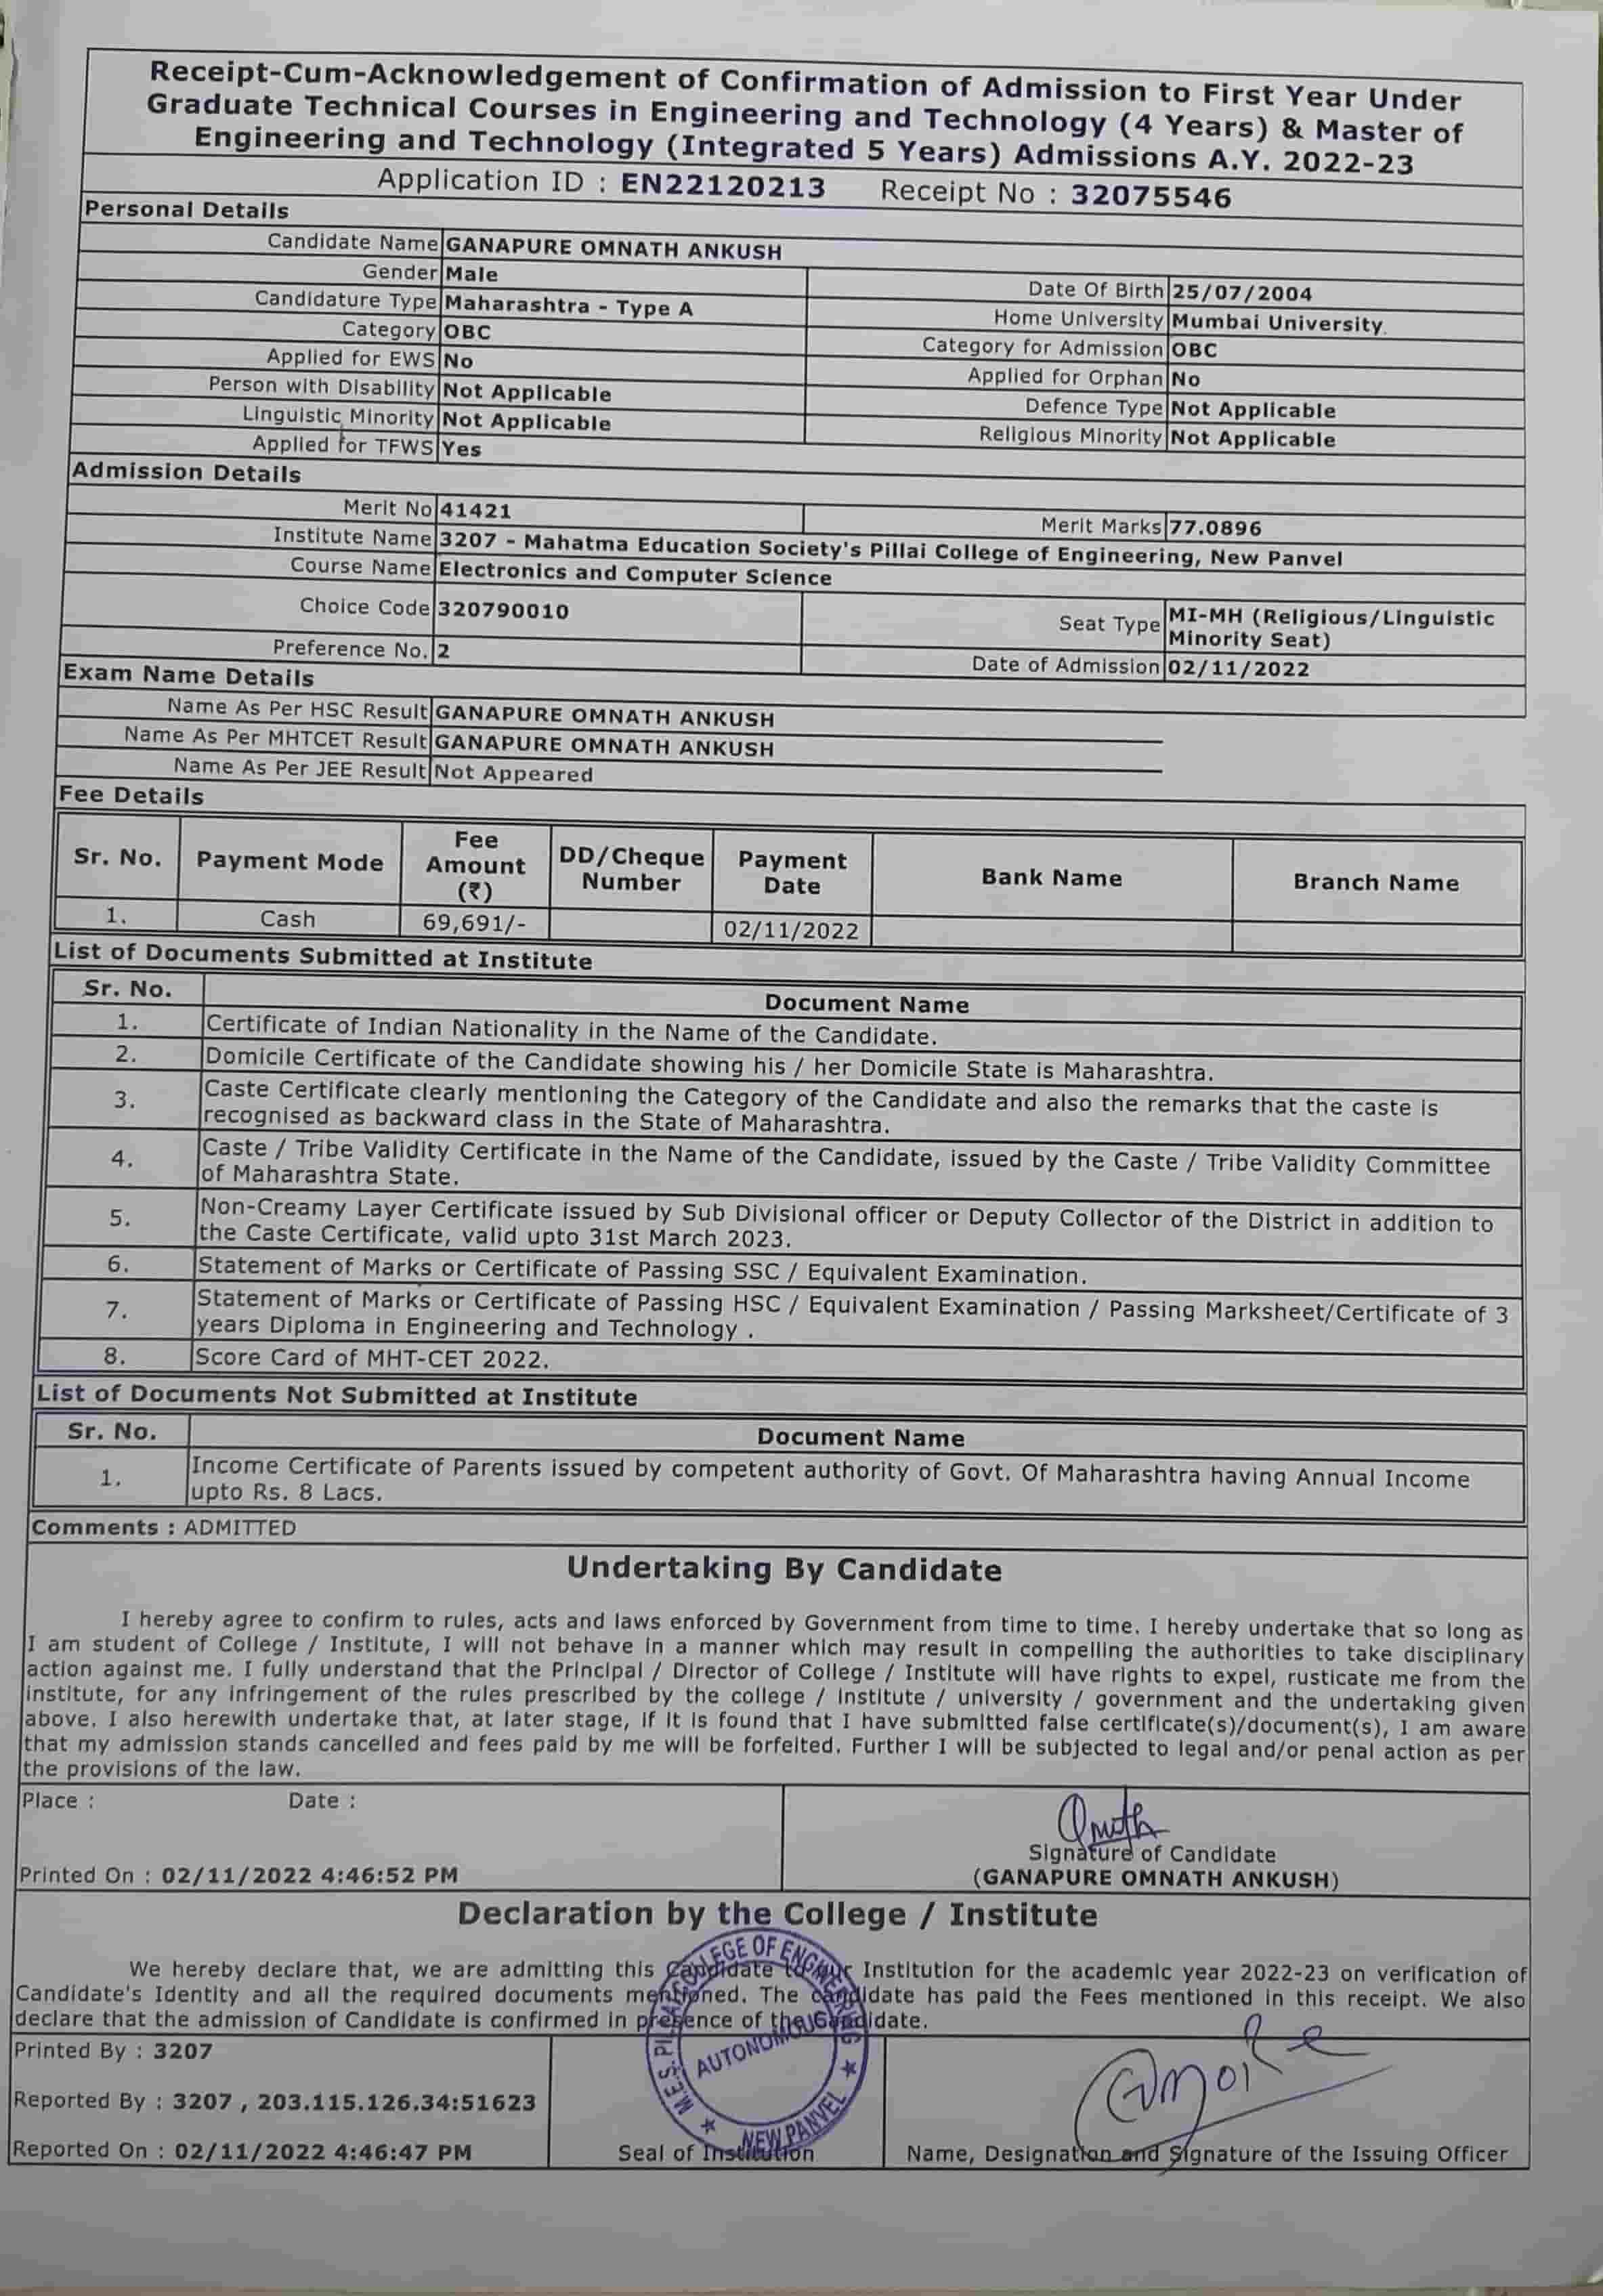 Receipt-Cum-Acknowledgement of Confirmation of Admission to First Year Under
Graduate Technical Courses in Engineering and Technology (4 Years) & Master of
Engineering and Technology (Integrated 5 Years) Admissions A.Y. 2022-23
Application ID : EN22120213 Receipt No : 32075546
Personal Details
Candidate Name GANAPURE OMNATH ANKUSH
Gender Male Date Of Birth 25/07/2004
Candidature Type Maharashtra - Type A Home University Mumbai University
Category OBC Category for Admission OBC
Applied for EWS No Applied for Orphan No
Person with Disability Not Applicable Defence Type Not Applicable
Linguistic Minority Not Applicable Religious Minority Not Applicable
Applied for TFWS Yes
Admission Details
Merit No 41421 Merit Marks 77.0896
Institute Name 3207 - Mahatma Education Society's Pillai College of Engineering, New Panvel
Course Name Electronics and Computer Science
Choice Code 320790010 Seat Type MI-MH (Religious/Linguistic
Minority Seat)
Preference No. 2 Date of Admission 02/11/2022
Exam Name Details
Name As Per HSC Result GANAPURE OMNATH ANKUSH
Name As Per MHTCET Result GANAPURE OMNATH ANKUSH
Name As Per JEE Result Not Appeared
Fee Details
Sr. No. Payment Mode Fee Amount (₹) DD/Cheque Number Payment Date Bank Name Branch Name
1. Cash 69,691/- 02/11/2022
List of Documents Submitted at Institute
Sr. No. Document Name
1. Certificate of Indian Nationality in the Name of the Candidate.
2. Domicile Certificate of the Candidate showing his / her Domicile State is Maharashtra.
3. Caste Certificate clearly mentioning the Category of the Candidate and also the remarks that the caste is
recognised as backward class in the State of Maharashtra.
4. Caste / Tribe Validity Certificate in the Name of the Candidate, issued by the Caste / Tribe Validity Committee
of Maharashtra State.
5. Non-Creamy Layer Certificate issued by Sub Divisional officer or Deputy Collector of the District in addition to
the Caste Certificate, valid upto 31st March 2023.
6. Statement of Marks or Certificate of Passing SSC / Equivalent Examination.
7. Statement of Marks or Certificate of Passing HSC / Equivalent Examination / Passing Marksheet/Certificate of 3
years Diploma in Engineering and Technology .
8. Score Card of MHT-CET 2022.
List of Documents Not Submitted at Institute
Sr. No. Document Name
1. Income Certificate of Parents issued by competent authority of Govt. Of Maharashtra having Annual Income
upto Rs. 8 Lacs.
Comments : ADMITTED
Undertaking By Candidate
I hereby agree to confirm to rules, acts and laws enforced by Government from time to time. I hereby undertake that so long as
I am student of College / Institute, I will not behave in a manner which may result in compelling the authorities to take disciplinary
action against me. I fully understand that the Principal / Director of College / Institute will have rights to expel, rusticate me from the
institute, for any infringement of the rules prescribed by the college / institute / university / government and the undertaking given
above. I also herewith undertake that, at later stage, if it is found that I have submitted false certificate(s)/document(s), I am aware
that my admission stands cancelled and fees paid by me will be forfeited. Further I will be subjected to legal and/or penal action as per
the provisions of the law.
Place : Date :
Signature of Candidate
Printed On : 02/11/2022 4:46:52 PM (GANAPURE OMNATH ANKUSH)
Declaration by the College / Institute
We hereby declare that, we are admitting this Candidate to our Institution for the academic year 2022-23 on verification of
Candidate's Identity and all the required documents mentioned. The candidate has paid the Fees mentioned in this receipt. We also
declare that the admission of Candidate is confirmed in presence of the Candidate.
Printed By : 3207
Reported By : 3207 , 203.115.126.34:51623
Reported On : 02/11/2022 4:46:47 PM
M.E.S. PILLAI COLLEGE OF ENGINEERING
AUTONOMOUS
NEW PANVEL
Seal of Institution
Name, Designation and Signature of the Issuing Officer